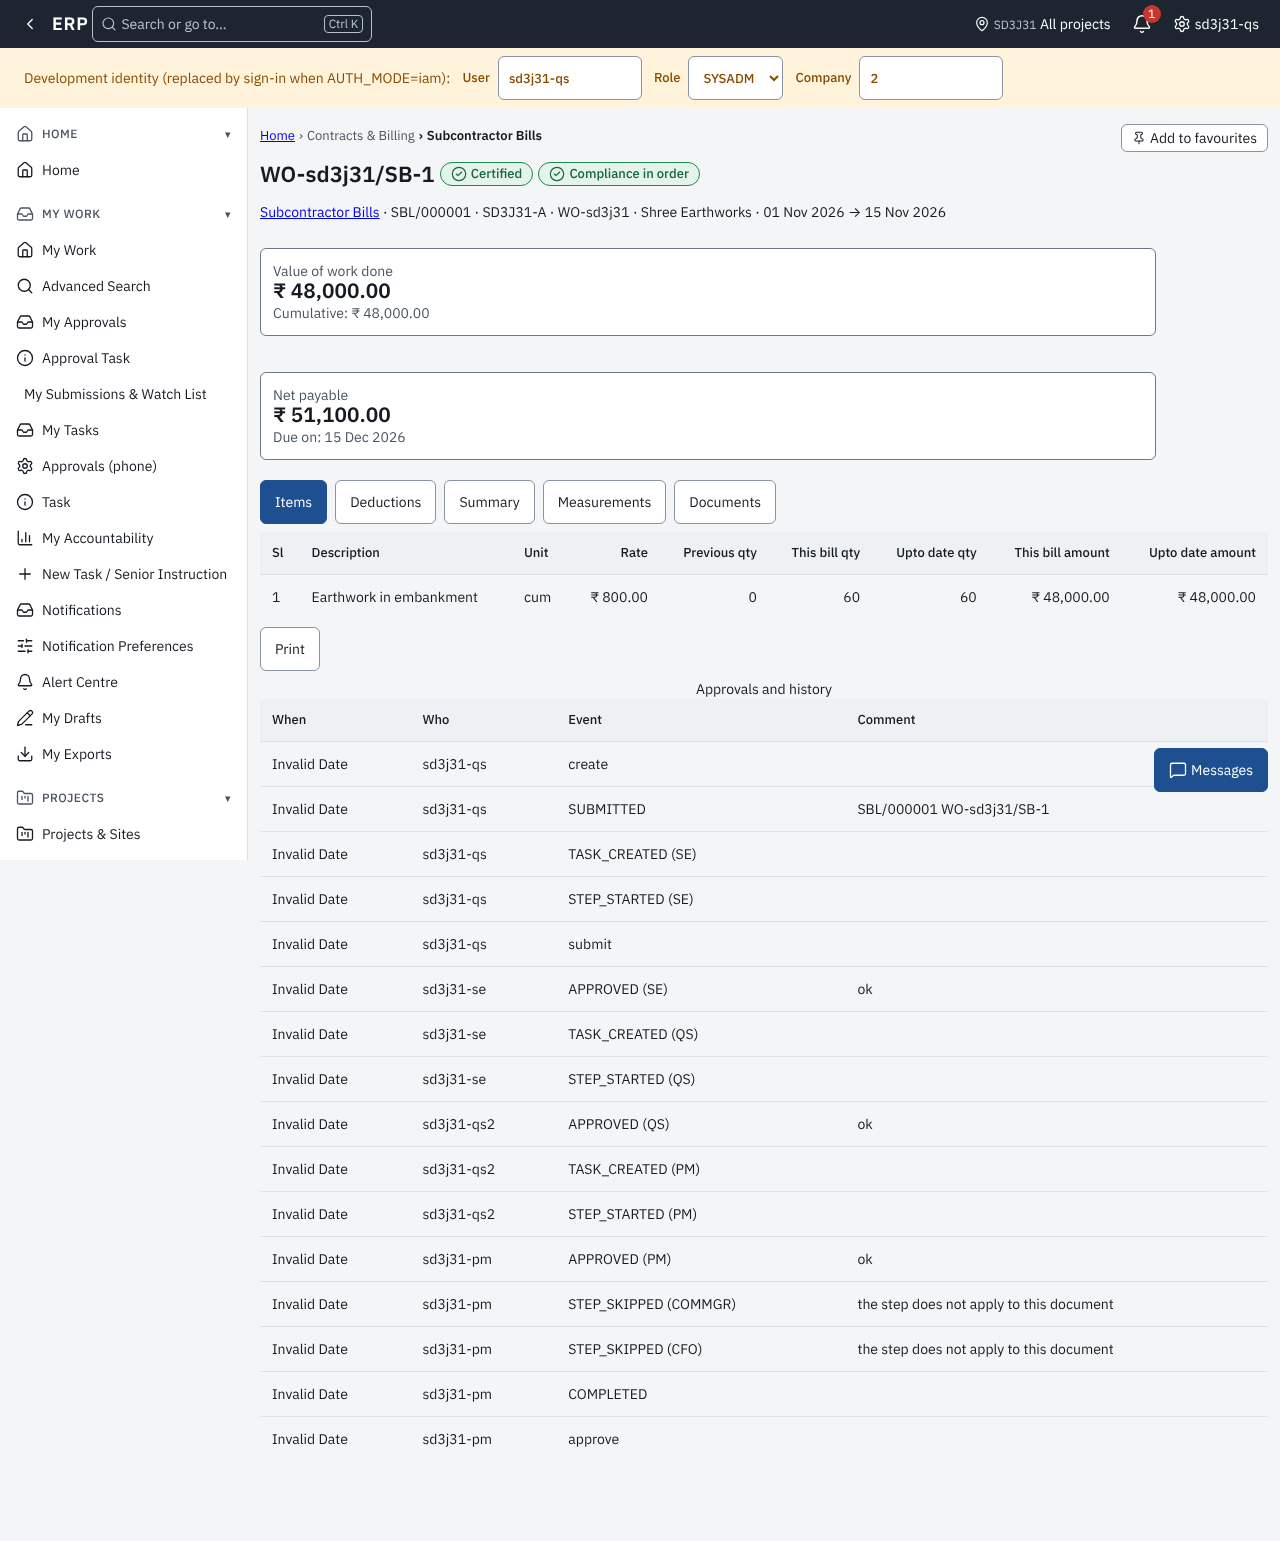 ERP
Search or go to...
Ctrl K
SD3J31 All projects
1
sd3j31-qs
Development identity (replaced by sign-in when AUTH_MODE=iam):
User
sd3j31-qs
Role
SYSADM
Company
2
HOME
Home
MY WORK
My Work
Advanced Search
My Approvals
Approval Task
My Submissions & Watch List
My Tasks
Approvals (phone)
Task
My Accountability
New Task / Senior Instruction
Notifications
Notification Preferences
Alert Centre
My Drafts
My Exports
PROJECTS
Projects & Sites
Home › Contracts & Billing › Subcontractor Bills
Add to favourites
WO-sd3j31/SB-1
Certified
Compliance in order
Subcontractor Bills · SBL/000001 · SD3J31-A · WO-sd3j31 · Shree Earthworks · 01 Nov 2026 → 15 Nov 2026
Value of work done
₹ 48,000.00
Cumulative: ₹ 48,000.00
Net payable
₹ 51,100.00
Due on: 15 Dec 2026
Items
Deductions
Summary
Measurements
Documents
Sl Description Unit Rate Previous qty This bill qty Upto date qty This bill amount Upto date amount
1 Earthwork in embankment cum ₹ 800.00 0 60 60 ₹ 48,000.00 ₹ 48,000.00
Print
Approvals and history
When Who Event Comment
Invalid Date sd3j31-qs create
Messages
Invalid Date sd3j31-qs SUBMITTED SBL/000001 WO-sd3j31/SB-1
Invalid Date sd3j31-qs TASK_CREATED (SE)
Invalid Date sd3j31-qs STEP_STARTED (SE)
Invalid Date sd3j31-qs submit
Invalid Date sd3j31-se APPROVED (SE) ok
Invalid Date sd3j31-se TASK_CREATED (QS)
Invalid Date sd3j31-se STEP_STARTED (QS)
Invalid Date sd3j31-qs2 APPROVED (QS) ok
Invalid Date sd3j31-qs2 TASK_CREATED (PM)
Invalid Date sd3j31-qs2 STEP_STARTED (PM)
Invalid Date sd3j31-pm APPROVED (PM) ok
Invalid Date sd3j31-pm STEP_SKIPPED (COMMGR) the step does not apply to this document
Invalid Date sd3j31-pm STEP_SKIPPED (CFO) the step does not apply to this document
Invalid Date sd3j31-pm COMPLETED
Invalid Date sd3j31-pm approve